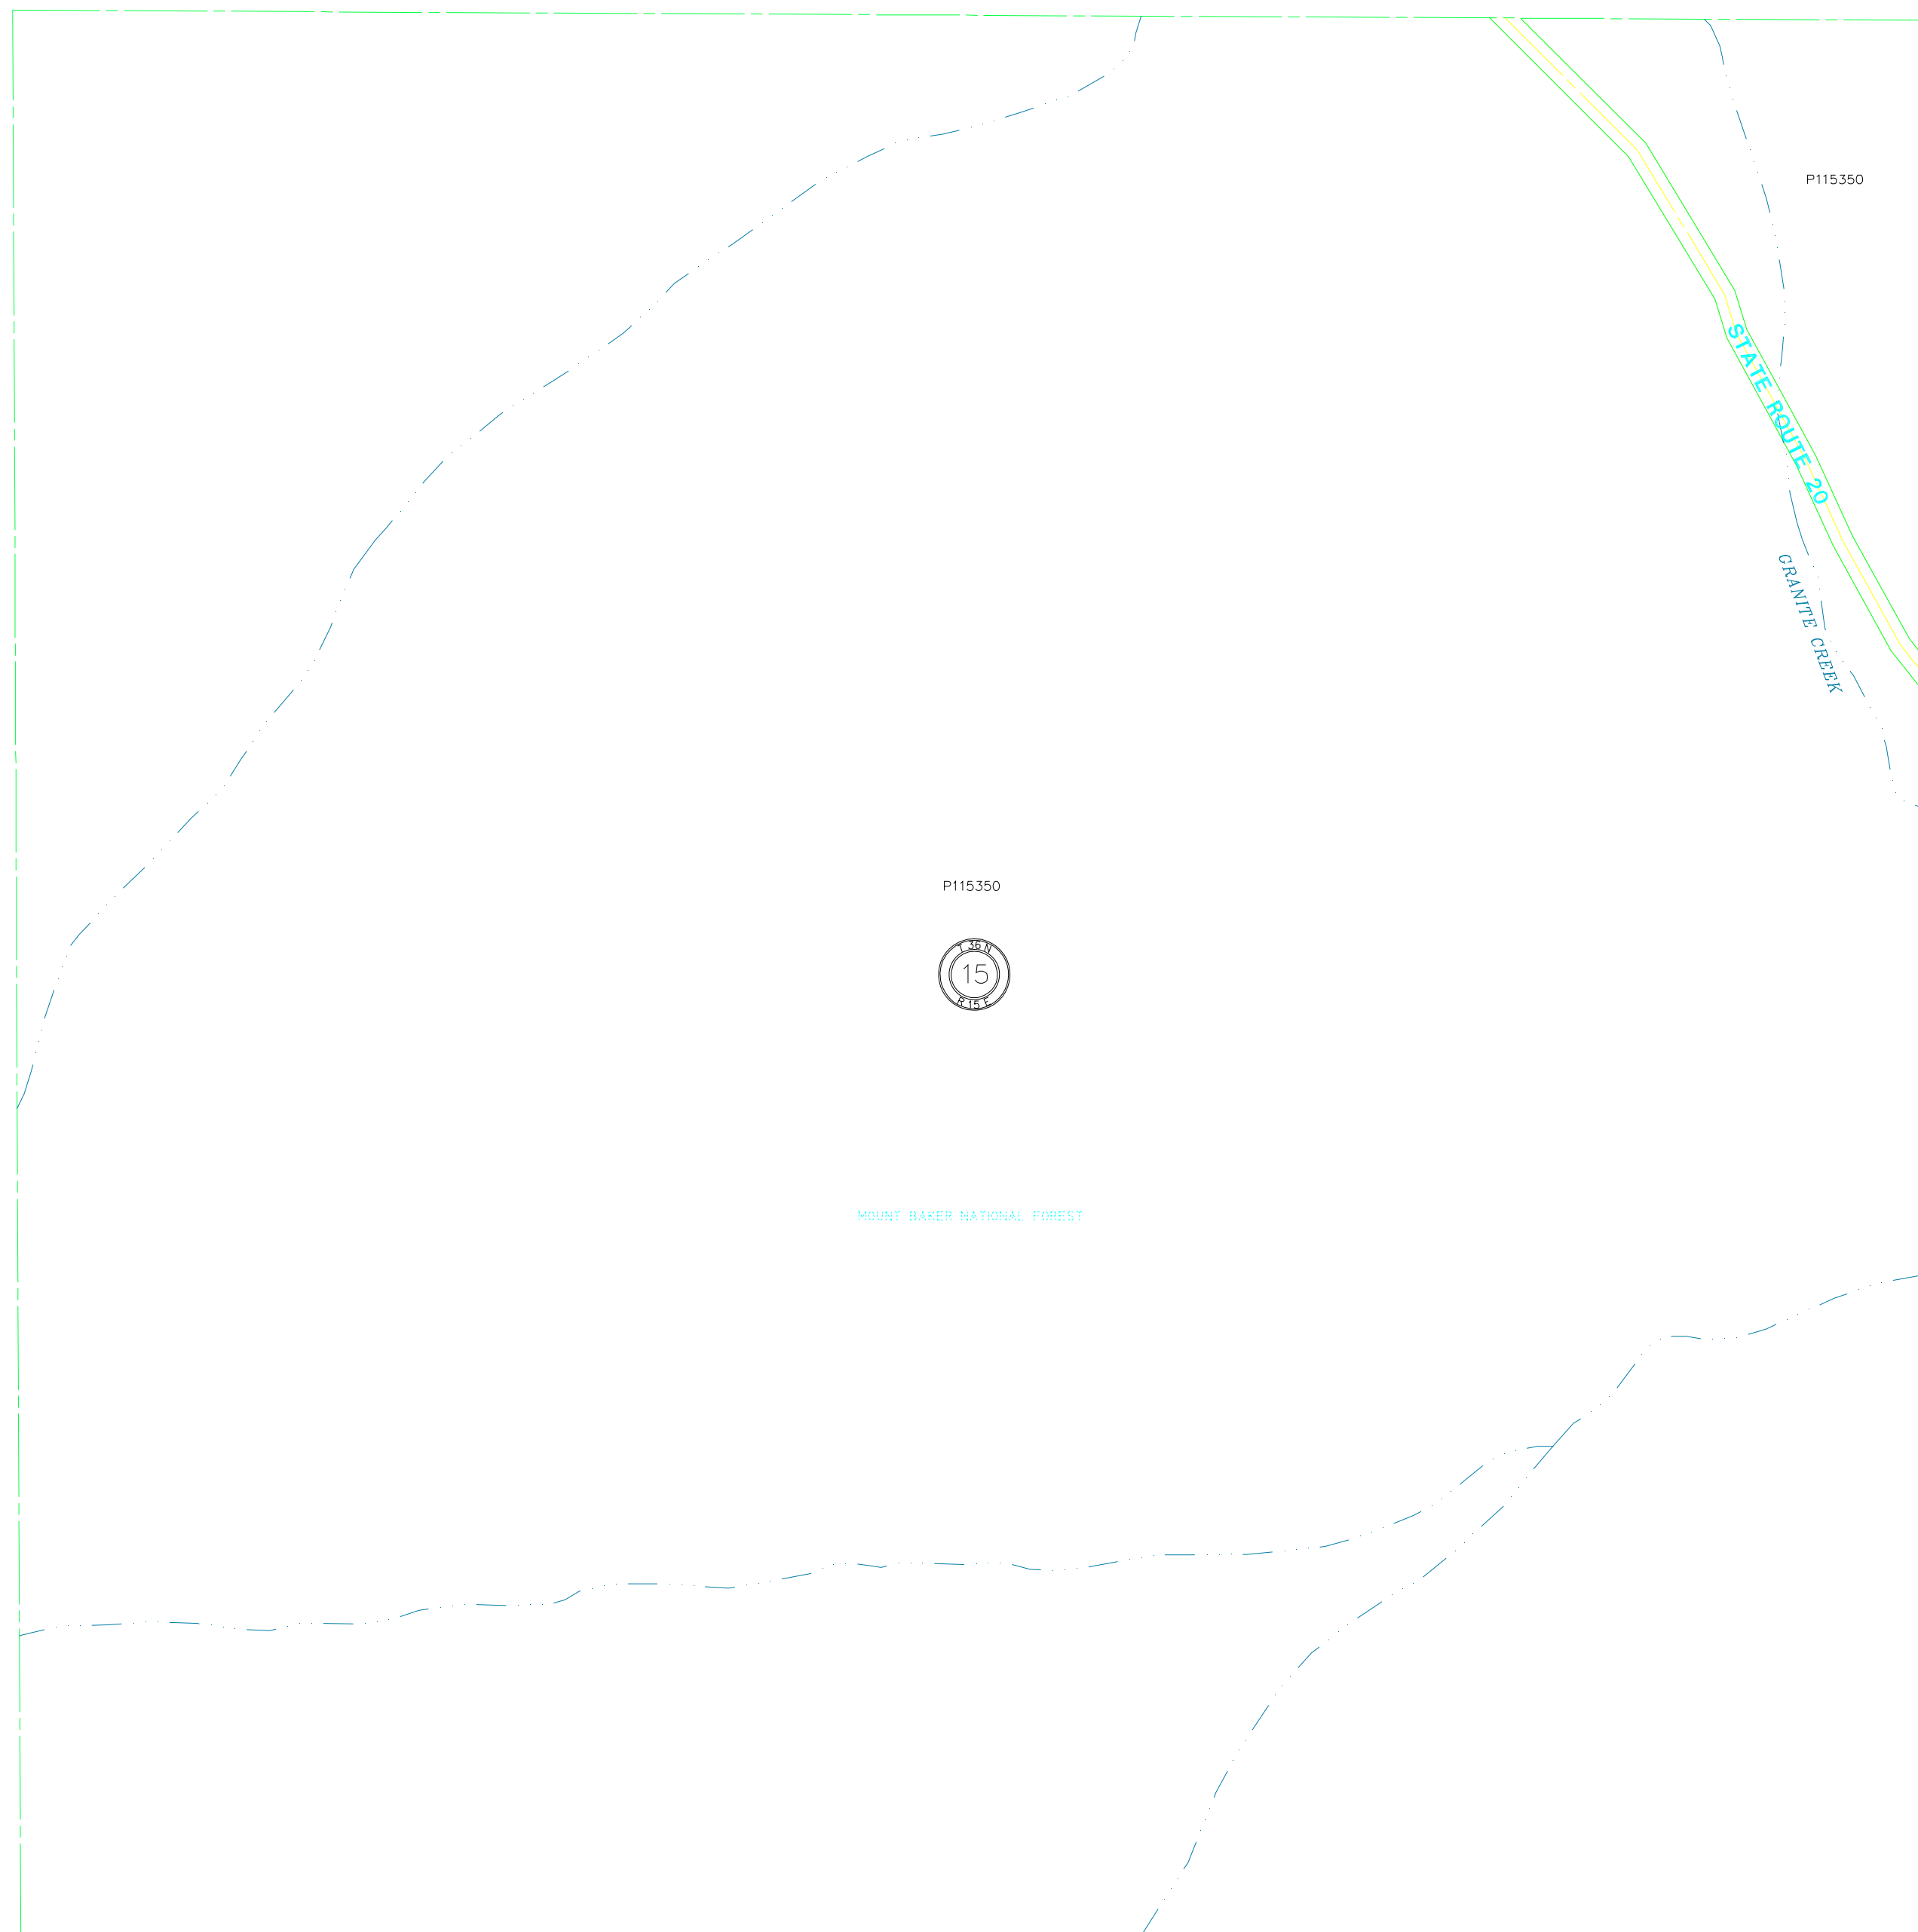 P115350
STATE ROUTE 20
GRANITE CREEK
P115350
T 36 N
15
R 15 E
MOUNT BAKER NATIONAL FOREST